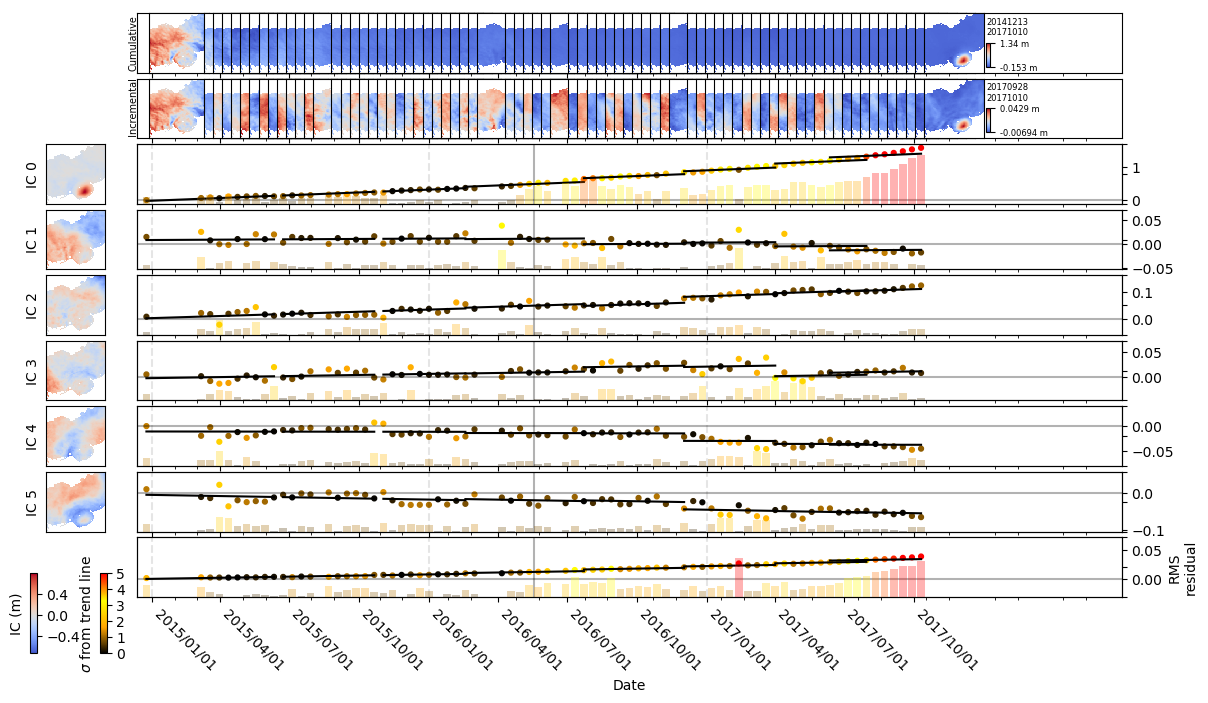 Cumulative
20141213
20171010
1.34 m
-0.153 m
Incremental
20170928
20171010
0.0429 m
-0.00694 m
IC 0
1
0
IC 1
0.05
0.00
−0.05
IC 2
0.1
0.0
IC 3
0.05
0.00
IC 4
0.00
−0.05
IC 5
0.0
−0.1
0.05
0.00
RMS
residual
IC (m)
0.4
0.0
−0.4
σ from trend line
5
4
3
2
1
0
2015/01/01
2015/04/01
2015/07/01
2015/10/01
2016/01/01
2016/04/01
2016/07/01
2016/10/01
2017/01/01
2017/04/01
2017/07/01
2017/10/01
Date